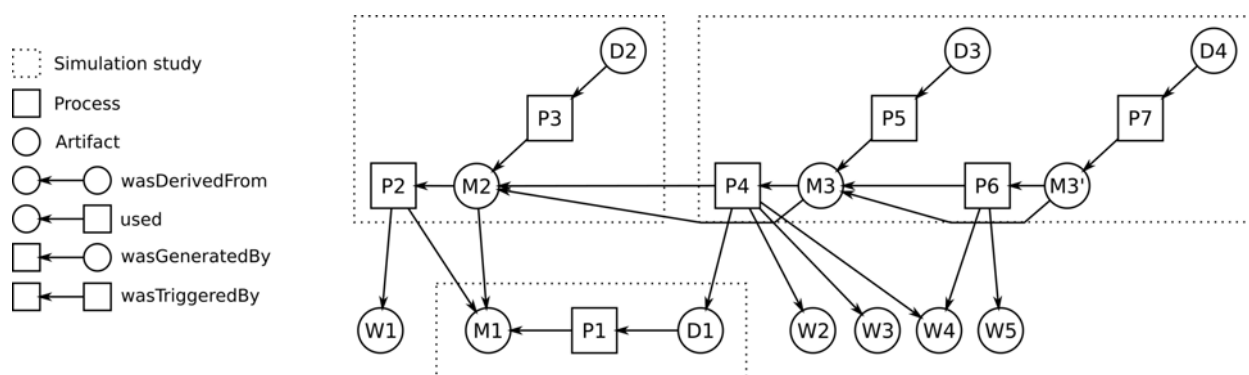 Simulation study
Process
Artifact
wasDerivedFrom
used
wasGeneratedBy
wasTriggeredBy
D2
D3
D4
P3
P5
P7
P2
M2
P4
M3
P6
M3'
W1
M1
P1
D1
W2
W3
W4
W5